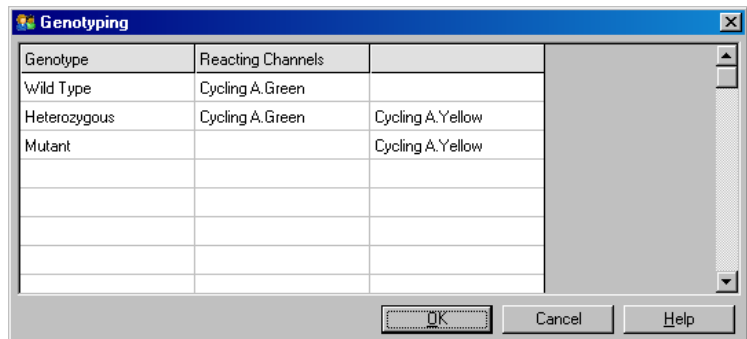 Genotyping
Genotype Reacting Channels
Wild Type Cycling A.Green
Heterozygous Cycling A.Green Cycling A.Yellow
Mutant Cycling A.Yellow
OK Cancel Help